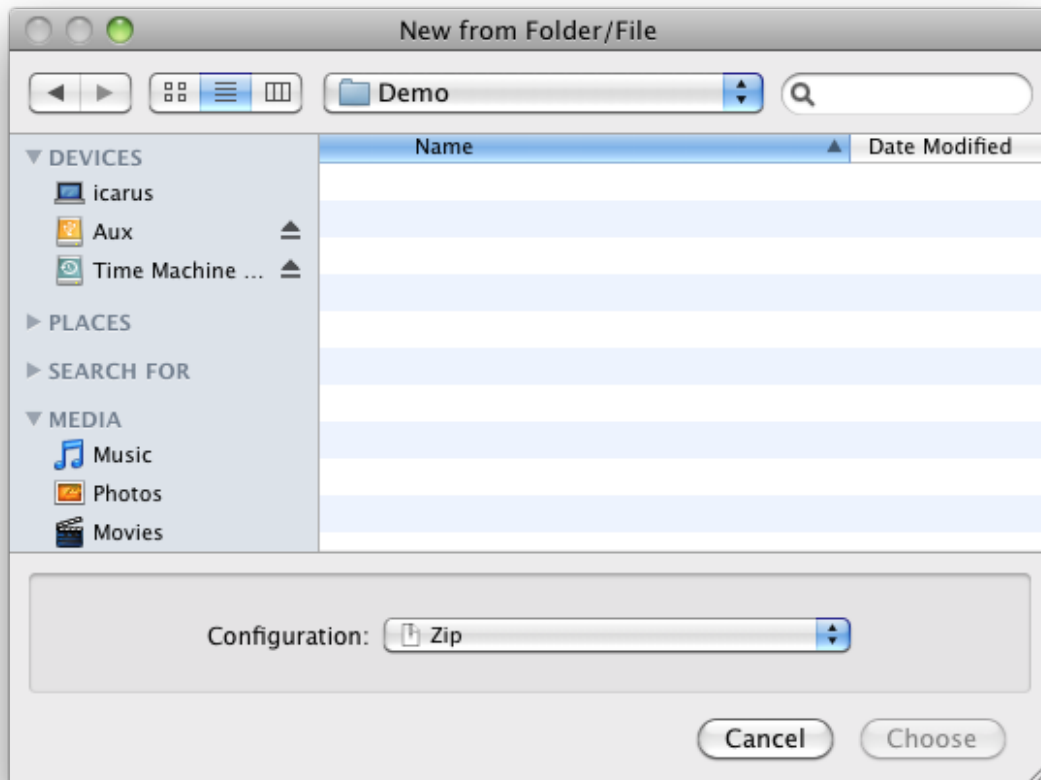 New from Folder/File
Demo
Name
Date Modified
DEVICES
icarus
Aux
Time Machine ...
PLACES
SEARCH FOR
MEDIA
Music
Photos
Movies
Configuration:
Zip
Cancel
Choose